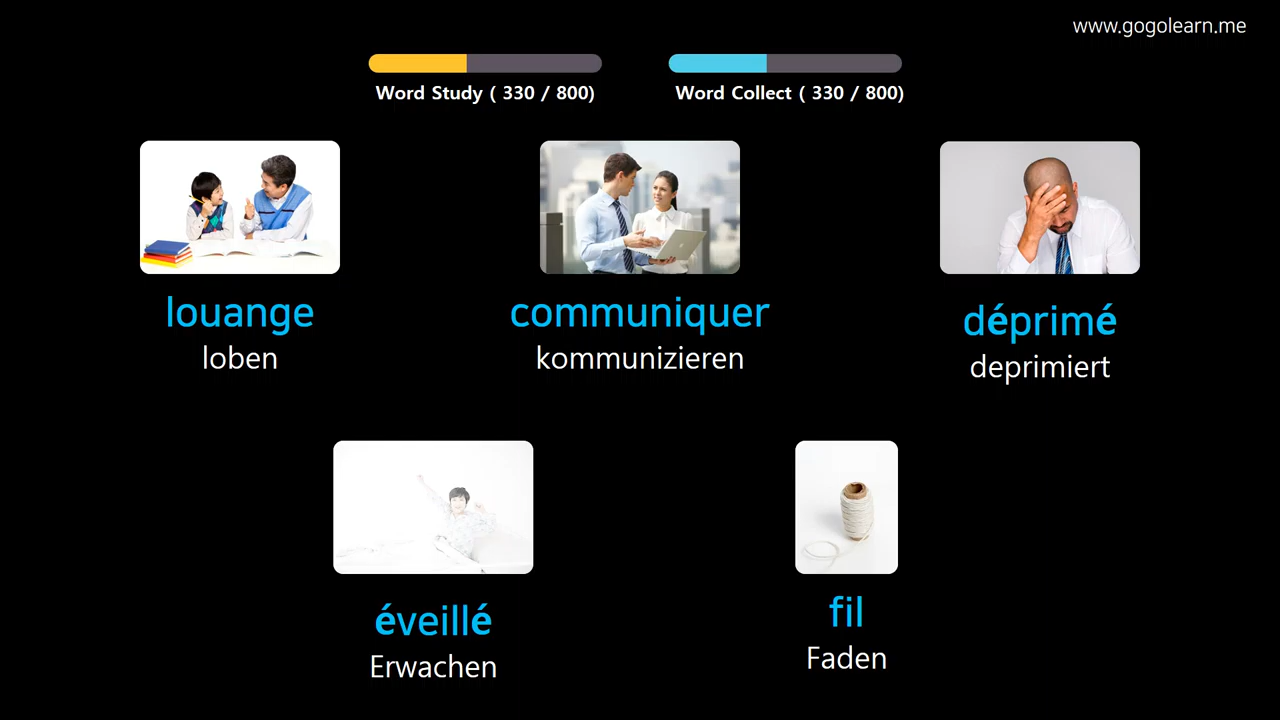 www.gogolearn.me
Word Study ( 330 / 800)
Word Collect ( 330 / 800)
louange
loben
communiquer
kommunizieren
déprimé
deprimiert
éveillé
Erwachen
fil
Faden